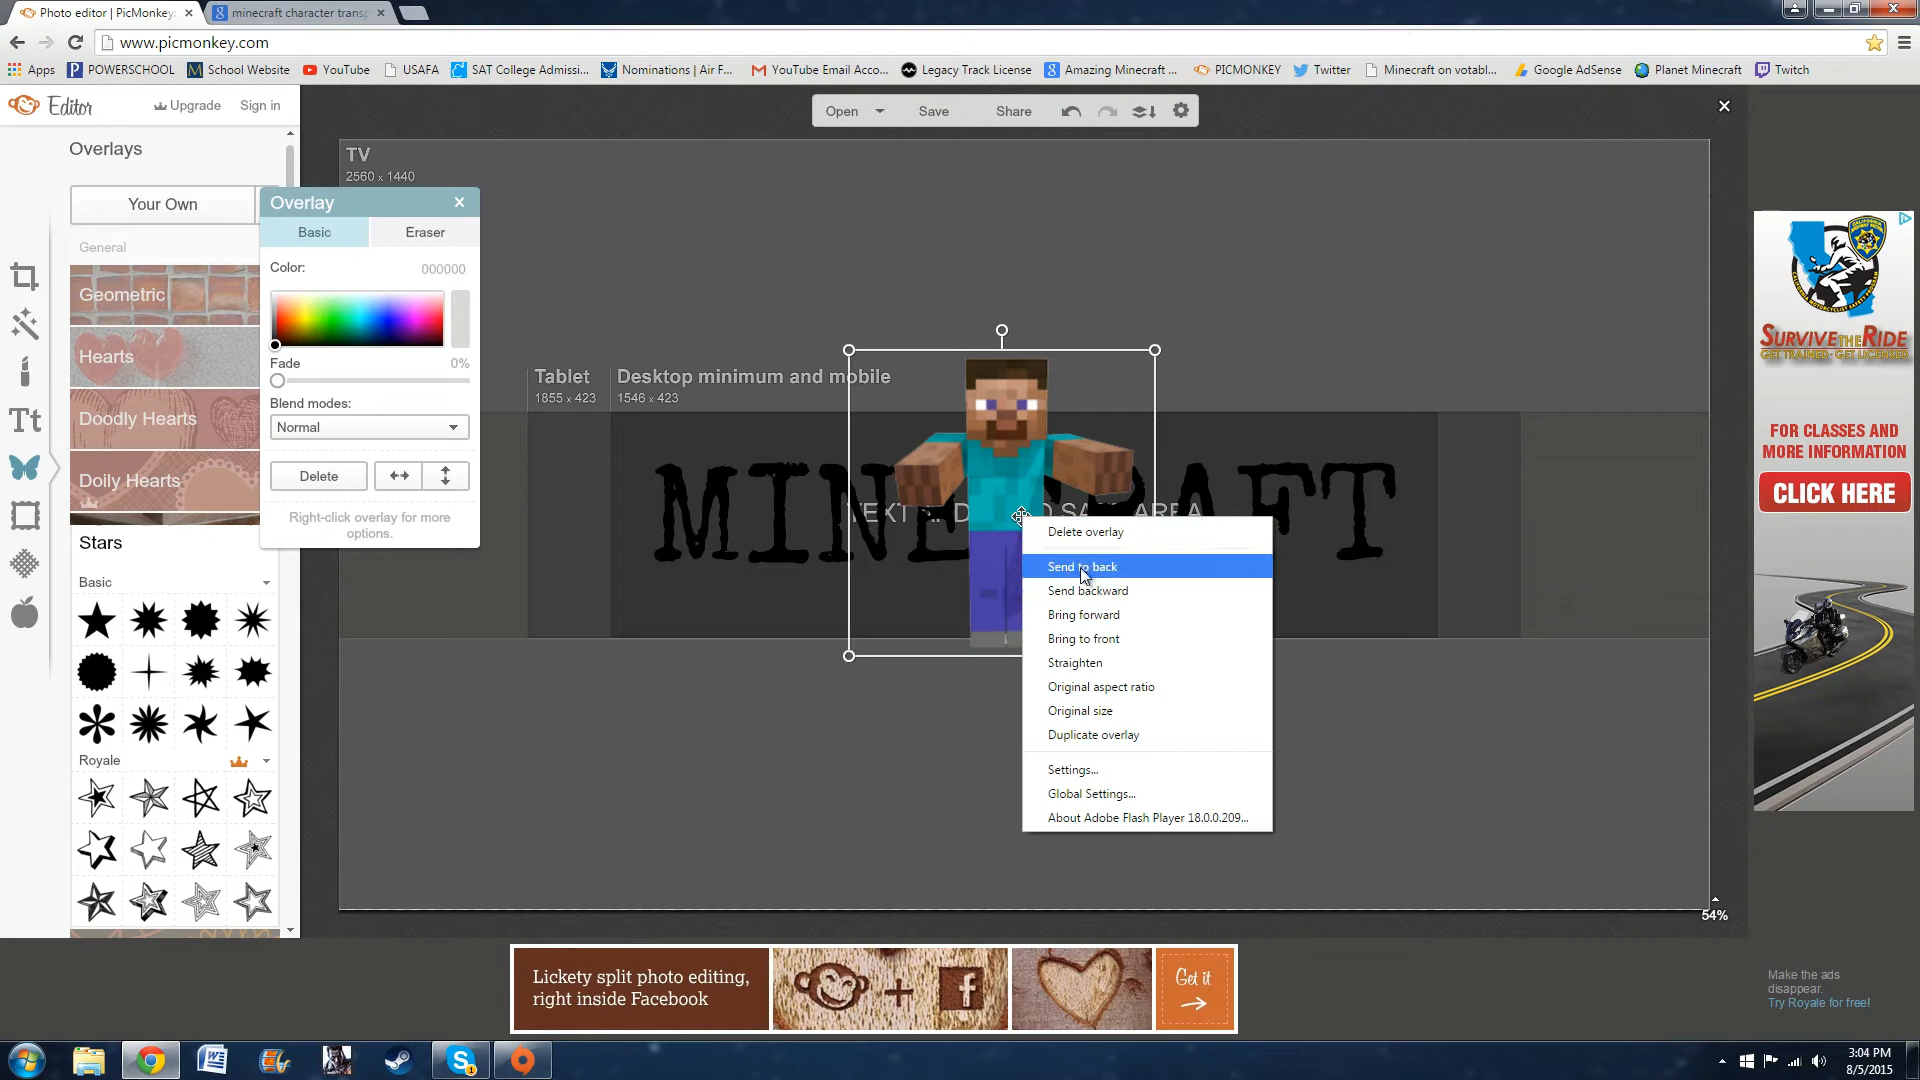 Photo editor | PicMonkey:
minecraft character transp
www.picmonkey.com
Apps
POWERSCHOOL
School Website
YouTube
USAFA
SAT College Admissi...
Nominations | Air F...
YouTube Email Acco...
Legacy Track License
Amazing Minecraft ...
PICMONKEY
Twitter
Minecraft on votabl...
Google AdSense
Planet Minecraft
Twitch
Editor
Upgrade
Sign in
Open
Save
Share
Overlays
Your Own
General
Geometric
Hearts
Doodly Hearts
Doily Hearts
Stars
Basic
Royale
Overlay
Basic
Eraser
Color:
000000
Fade
0%
Blend modes:
Normal
Delete
Right-click overlay for more
options.
TV
2560 x 1440
Tablet
1855 x 423
Desktop minimum and mobile
1546 x 423
Delete overlay
Send to back
Send backward
Bring forward
Bring to front
Straighten
Original aspect ratio
Original size
Duplicate overlay
Settings...
Global Settings...
About Adobe Flash Player 18.0.0.209...
54%
SURVIVE THE RIDE
GET TRAINED - GET LICENSED
FOR CLASSES AND
MORE INFORMATION
CLICK HERE
Lickety split photo editing,
right inside Facebook
Get it
Make the ads
disappear.
Try Royale for free!
3:04 PM
8/5/2015